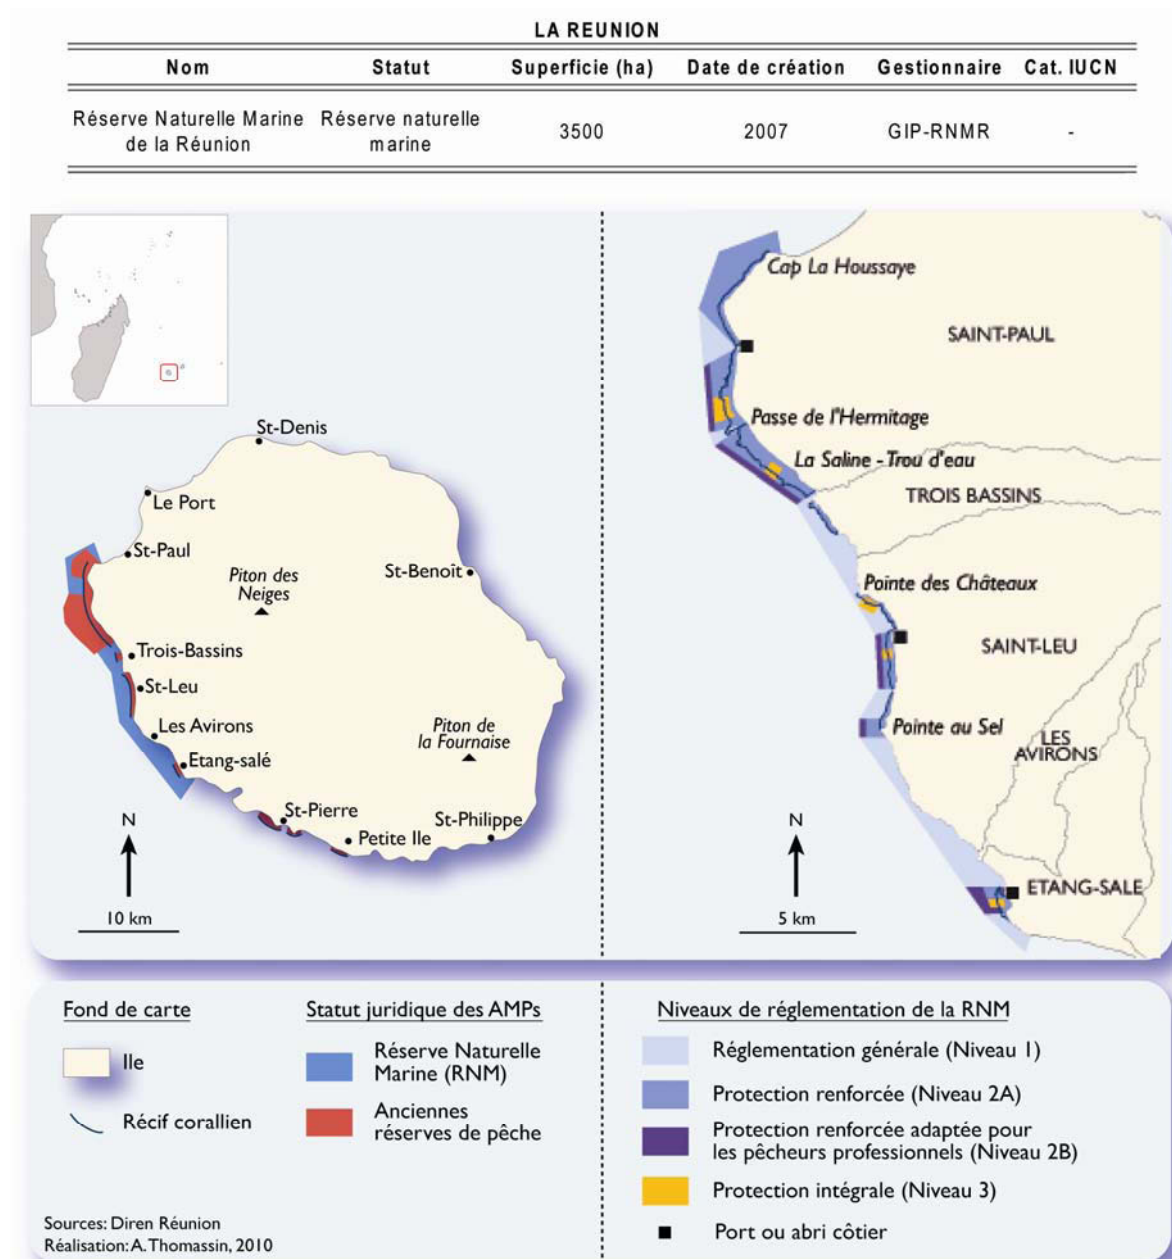 LA REUNION
Nom Statut Superficie (ha) Date de création Gestionnaire Cat. IUCN
Réserve Naturelle Marine
de la Réunion
Réserve naturelle
marine
3500 2007 GIP-RNMR -
St-Denis
Le Port
St-Paul
Piton des
Neiges
St-Benoît
Trois-Bassins
St-Leu
Les Avirons
Piton de
la Fournaise
Etang-salé
St-Pierre
Petite Ile
St-Philippe
N
10 km
Cap La Houssaye
SAINT-PAUL
Passe de l'Hermitage
La Saline - Trou d'eau
TROIS BASSINS
Pointe des Châteaux
SAINT-LEU
Pointe au Sel
LES
AVIRONS
ETANG-SALE
N
5 km
Fond de carte
Ile
Récif corallien
Statut juridique des AMPs
Réserve Naturelle
Marine (RNM)
Anciennes
réserves de pêche
Niveaux de réglementation de la RNM
Réglementation générale (Niveau 1)
Protection renforcée (Niveau 2A)
Protection renforcée adaptée pour
les pêcheurs professionnels (Niveau 2B)
Protection intégrale (Niveau 3)
Port ou abri côtier
Sources: Diren Réunion
Réalisation: A. Thomassin, 2010